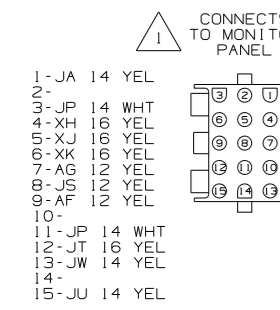 1
CONNECTS
TO MONITO
PANEL
1-JA 14 YEL
2-
3-JP 14 WHT
4-XH 16 YEL
5-XJ 16 YEL
6-XK 16 YEL
7-AG 12 YEL
8-JS 12 YEL
9-AF 12 YEL
10-
11-JP 14 WHT
12-JT 16 YEL
13-JW 14 YEL
14-
15-JU 14 YEL
3 2 1
6 5 4
9 8 7
12 11 10
15 14 13